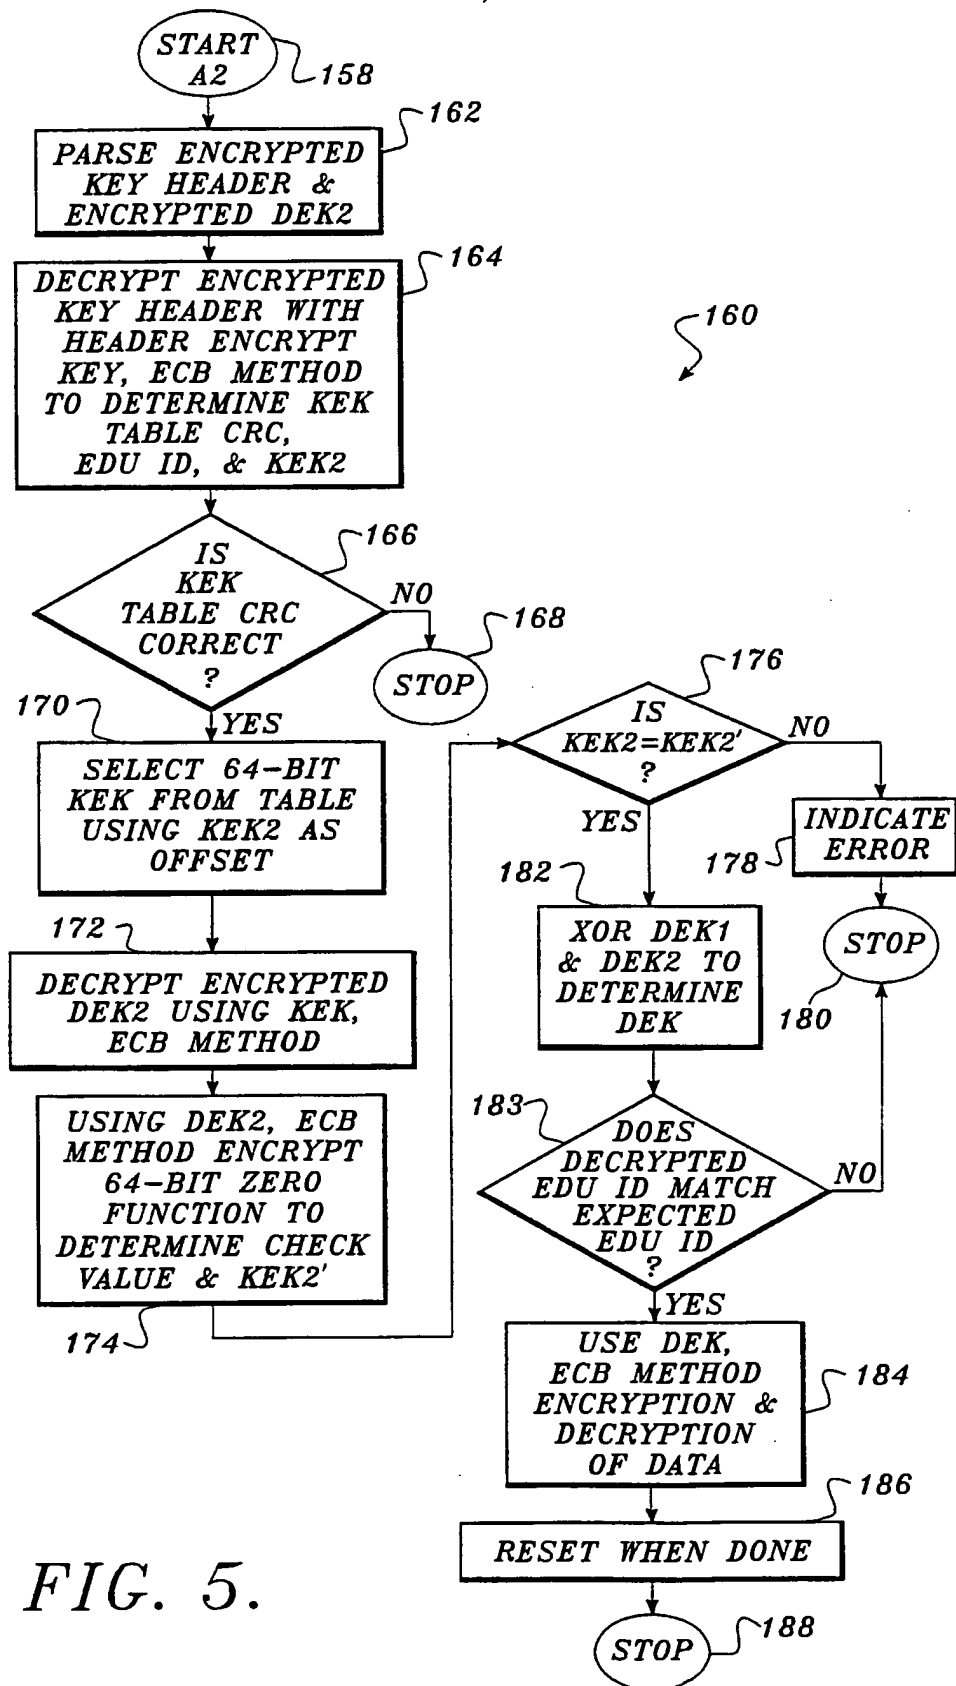 START
A2
158
162
PARSE ENCRYPTED
KEY HEADER &
ENCRYPTED DEK2
164
DECRYPT ENCRYPTED
KEY HEADER WITH
HEADER ENCRYPT
KEY, ECB METHOD
TO DETERMINE KEK
TABLE CRC,
EDU ID, & KEK2
160
166
IS
KEK
TABLE CRC
CORRECT
?
NO
168
STOP
170
YES
SELECT 64-BIT
KEK FROM TABLE
USING KEK2 AS
OFFSET
172
DECRYPT ENCRYPTED
DEK2 USING KEK,
ECB METHOD
USING DEK2, ECB
METHOD ENCRYPT
64-BIT ZERO
FUNCTION TO
DETERMINE CHECK
VALUE & KEK2'
174
176
IS
KEK2=KEK2'
?
NO
YES
INDICATE
ERROR
178
STOP
180
182
XOR DEK1
& DEK2 TO
DETERMINE
DEK
183
DOES
DECRYPTED
EDU ID MATCH
EXPECTED
EDU ID
?
NO
YES
USE DEK,
ECB METHOD
ENCRYPTION &
DECRYPTION
OF DATA
184
186
RESET WHEN DONE
STOP
188
FIG. 5.